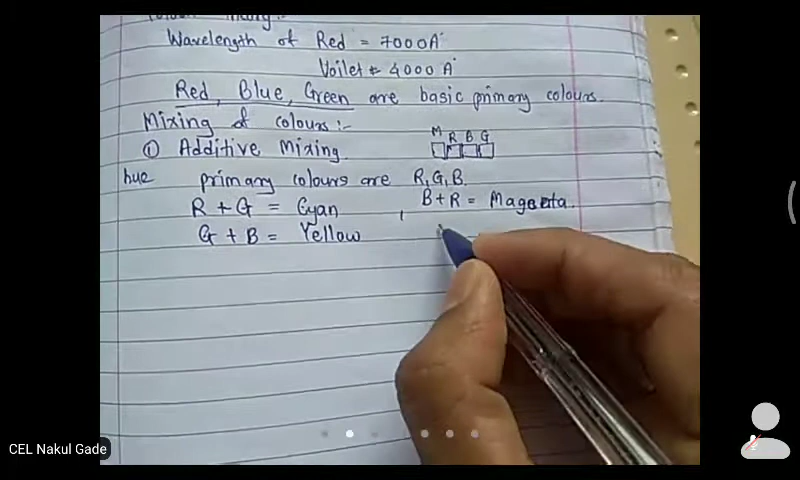 Wavelength of Red = 7000A°
Voilet = 4000 A°
Red, Blue, Green are basic primary colours.
Mixing of colours :-
① Additive Mixing
M R B G
hue primary colours are R, G, B.
R + G = Cyan , B + R = Magenta.
G + B = Yellow
CEL Nakul Gade